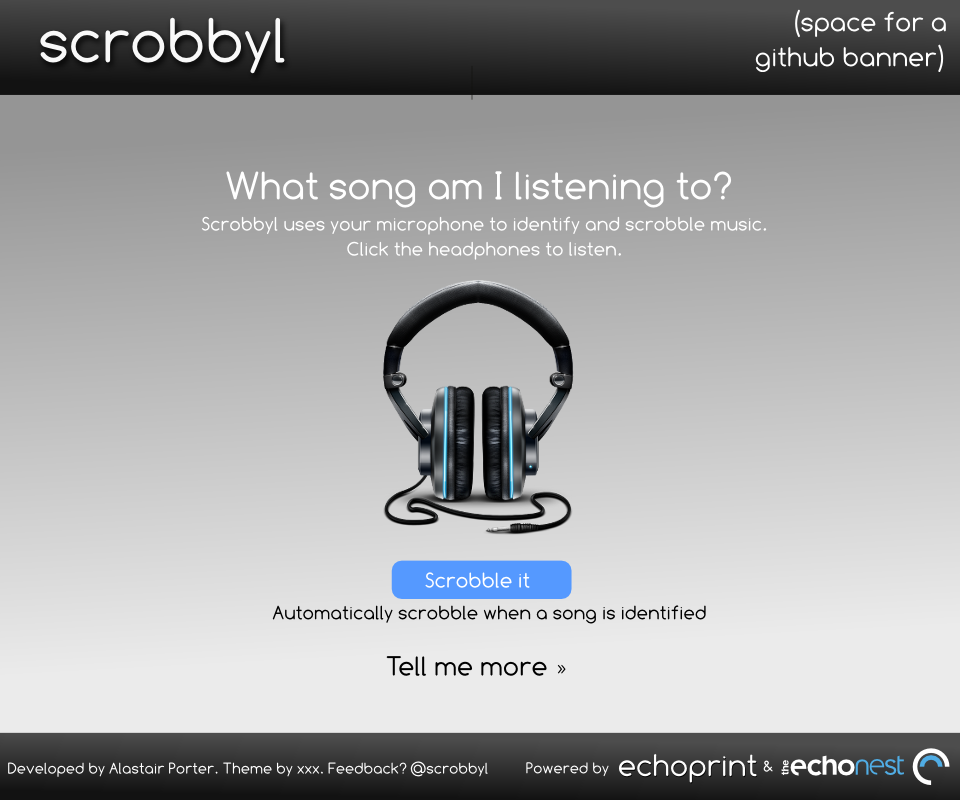 scrobbyl
(space for a
github banner)
What song am I listening to?
Scrobbyl uses your microphone to identify and scrobble music.
Click the headphones to listen.
Scrobble it
Automatically scrobble when a song is identified
Tell me more »
Developed by Alastair Porter. Theme by xxx. Feedback? @scrobbyl
Powered by echoprint & the echonest